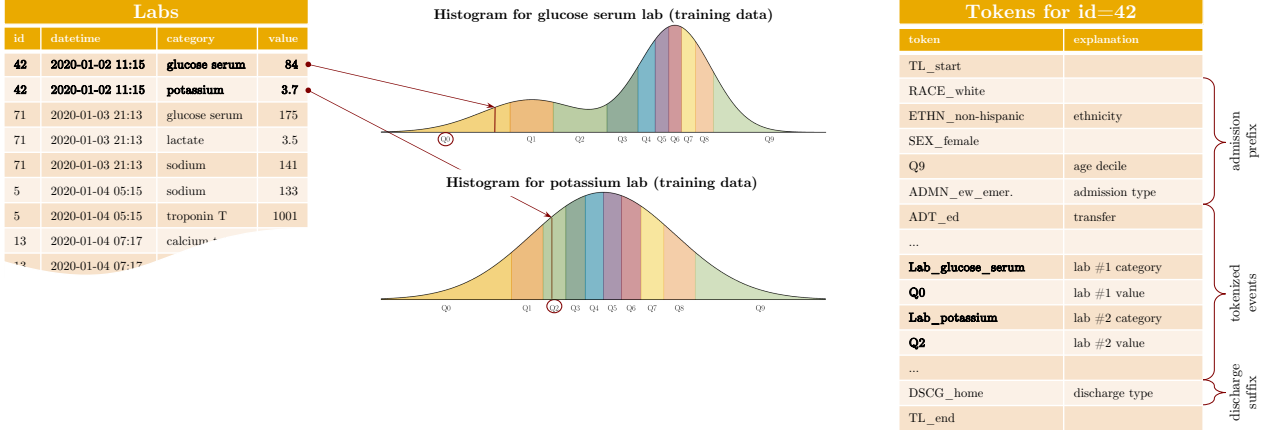 Labs
id datetime category value
42 2020-01-02 11:15 glucose serum 84
42 2020-01-02 11:15 potassium 3.7
71 2020-01-03 21:13 glucose serum 175
71 2020-01-03 21:13 lactate 3.5
71 2020-01-03 21:13 sodium 141
5 2020-01-04 05:15 sodium 133
5 2020-01-04 05:15 troponin T 1001
13 2020-01-04 07:17 calcium
13 2020-01-04 07:17
Histogram for glucose serum lab (training data)
Q0 Q1 Q2 Q3 Q4 Q5 Q6 Q7 Q8 Q9
Histogram for potassium lab (training data)
Q0 Q1 Q2 Q3 Q4 Q5 Q6 Q7 Q8 Q9
Tokens for id=42
token explanation
TL_start
RACE_white
ETHN_non-hispanic ethnicity
SEX_female
Q9 age decile
ADMN_ew_emer. admission type
ADT_ed transfer
...
Lab_glucose_serum lab #1 category
Q0 lab #1 value
Lab_potassium lab #2 category
Q2 lab #2 value
...
DSCG_home discharge type
TL_end
admission
prefix
tokenized
events
discharge
suffix